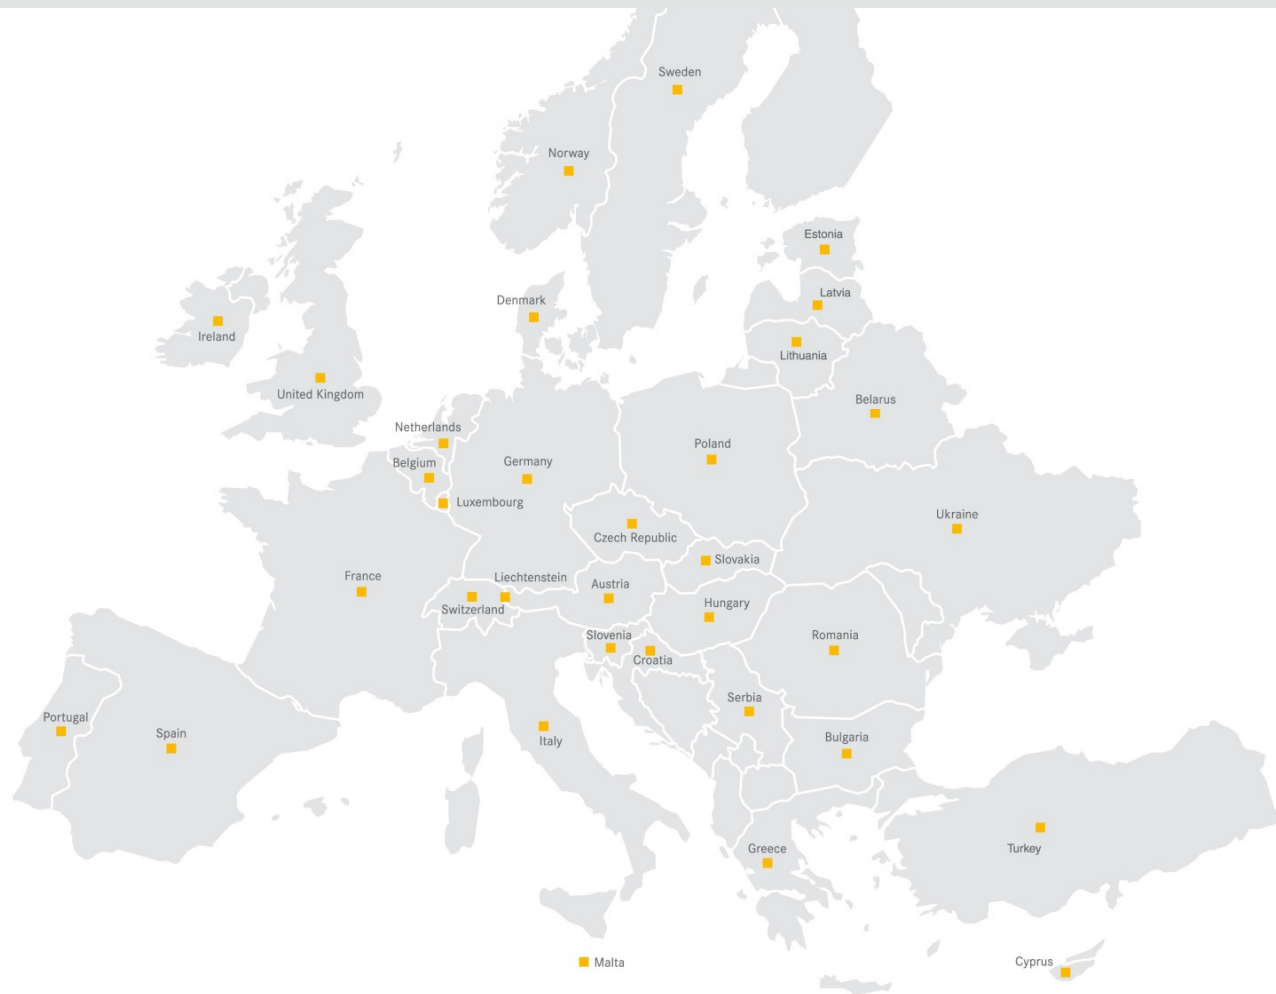 Sweden
Norway
Estonia
Latvia
Denmark
Ireland
Lithuania
United Kingdom
Belarus
Netherlands
Poland
Belgium
Germany
Luxembourg
Ukraine
Czech Republic
Slovakia
France
Liechtenstein
Austria
Switzerland
Hungary
Slovenia
Romania
Croatia
Serbia
Portugal
Spain
Italy
Bulgaria
Greece
Turkey
Malta
Cyprus